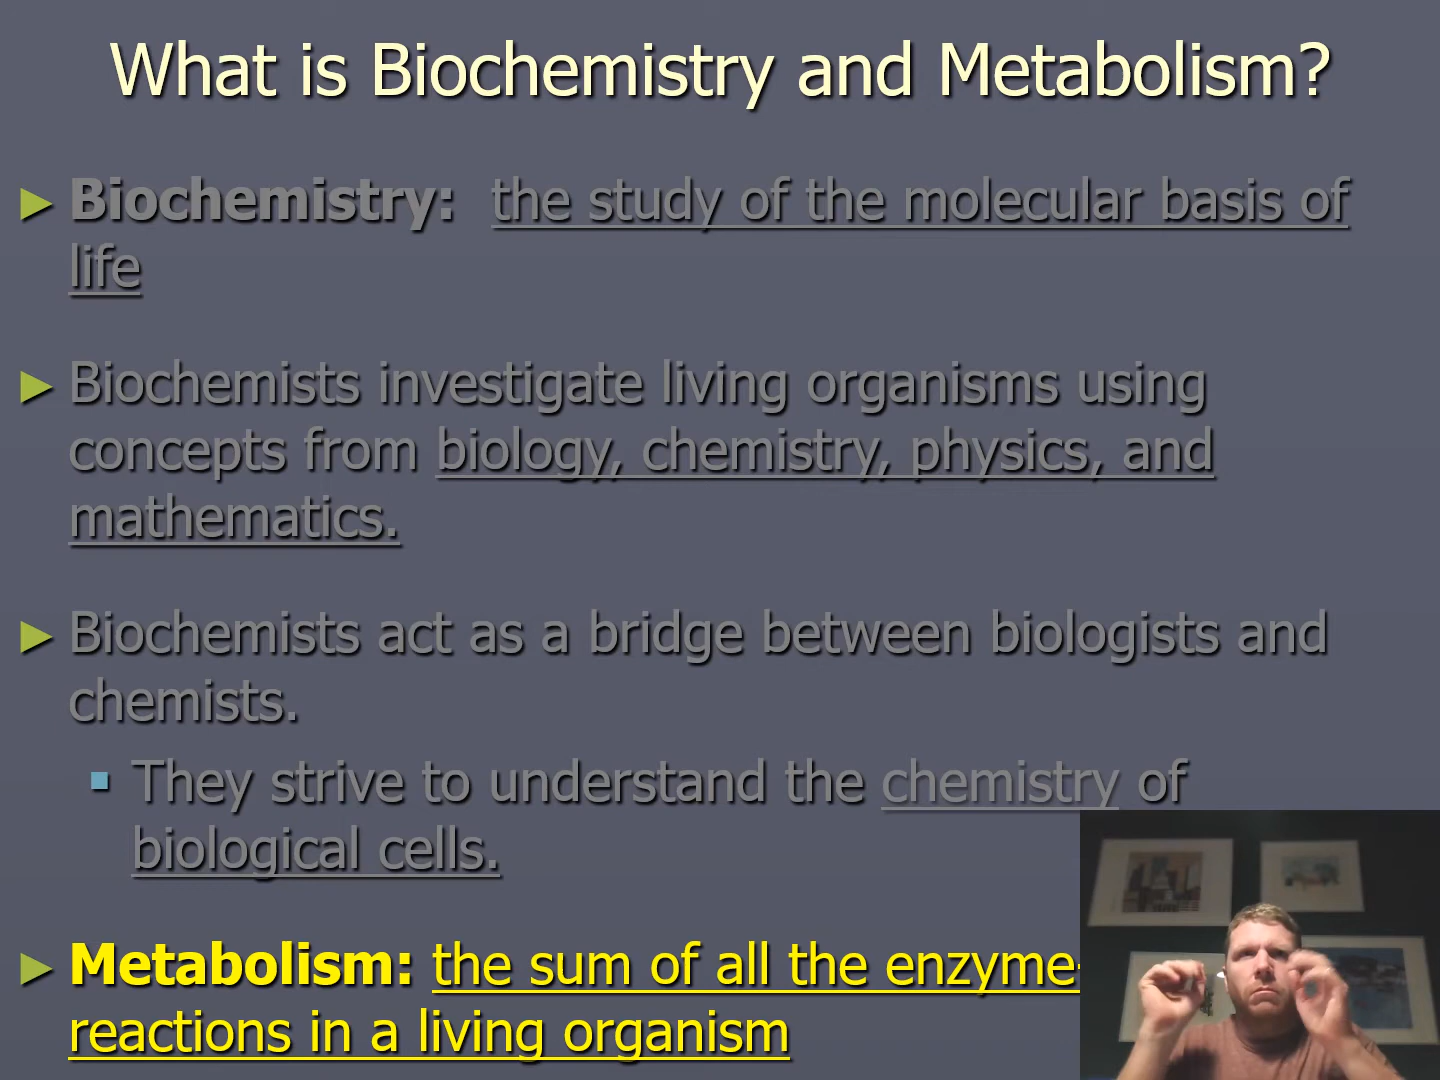 What is Biochemistry and Metabolism?
► Biochemistry: the study of the molecular basis of
life
► Biochemists investigate living organisms using
concepts from biology, chemistry, physics, and
mathematics.
► Biochemists act as a bridge between biologists and
chemists.
▪ They strive to understand the chemistry of
biological cells.
► Metabolism: the sum of all the enzyme-
reactions in a living organism